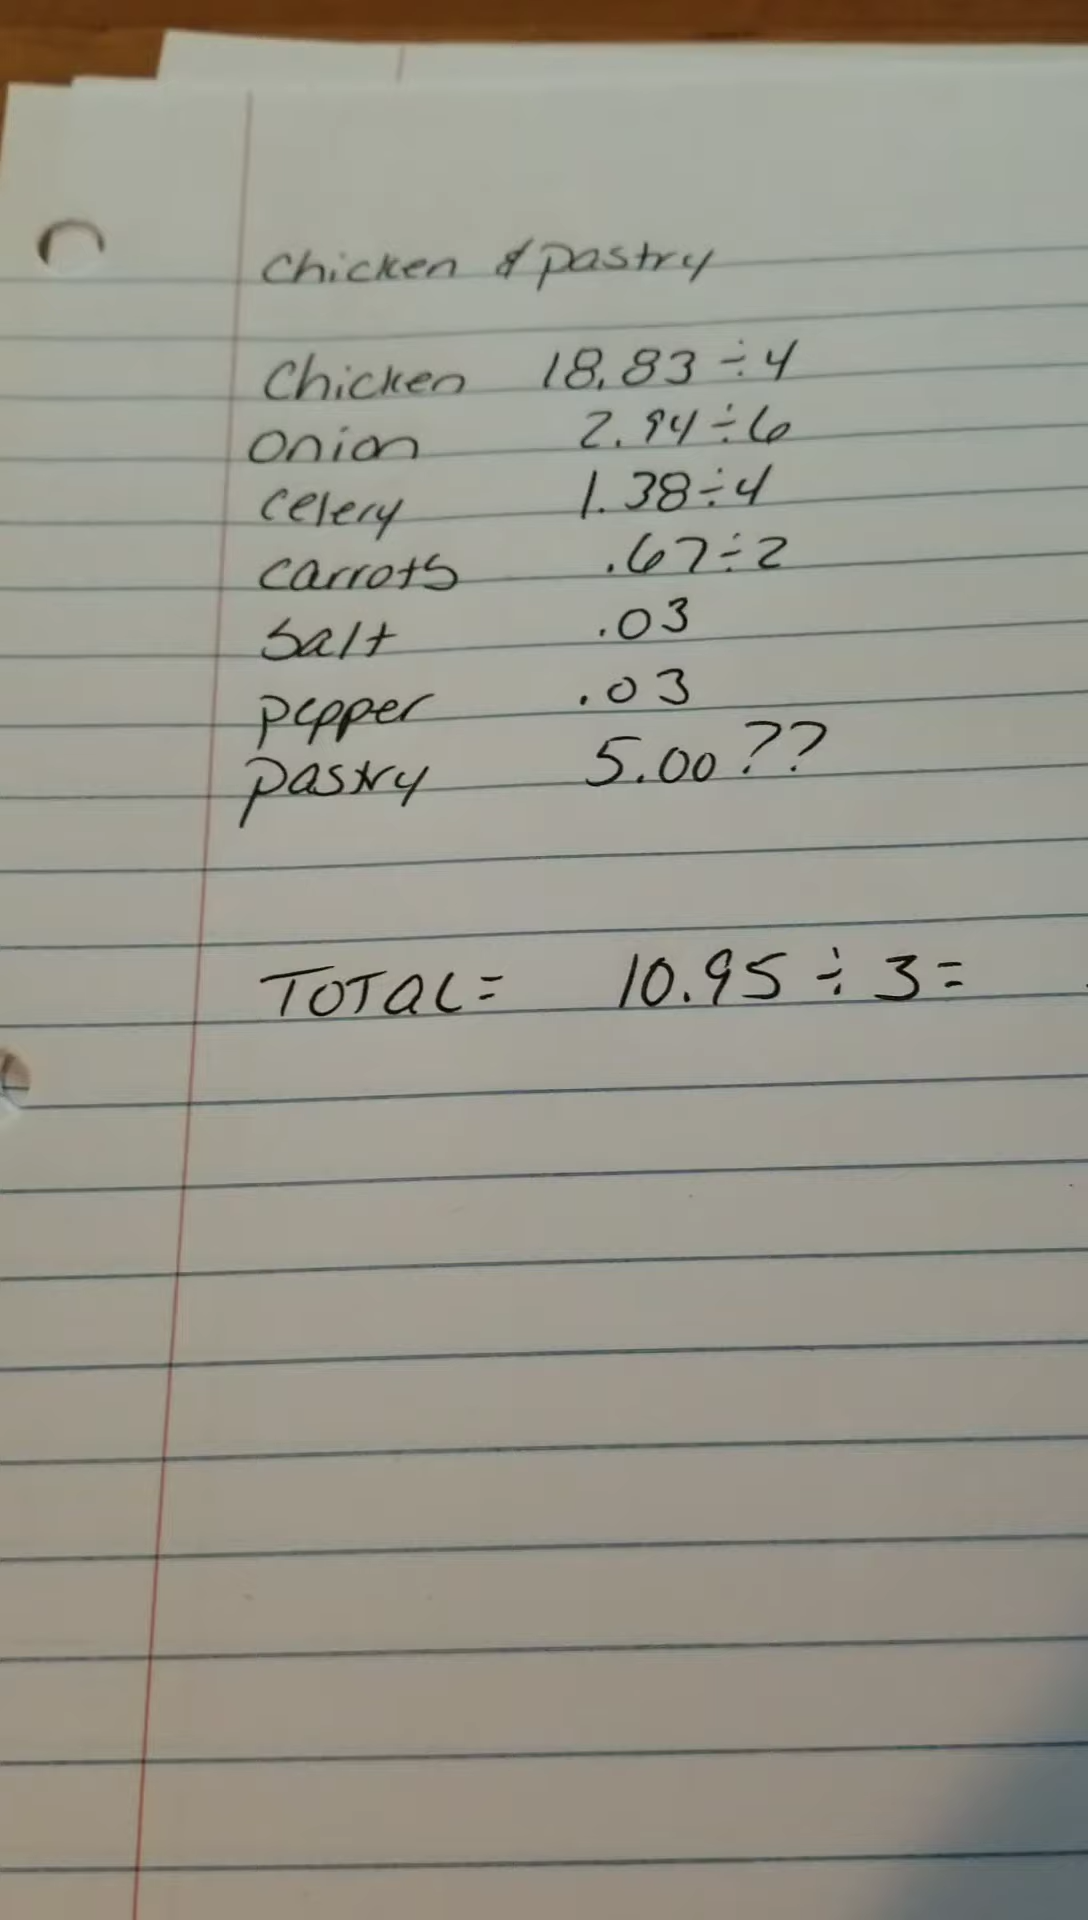 Chicken & pastry
Chicken 18.83 ÷ 4
Onion 2.94 ÷ 6
Celery 1.38 ÷ 4
Carrots .67 ÷ 2
Salt .03
pepper .03
pastry 5.00 ??
TOTAL = 10.95 ÷ 3 =